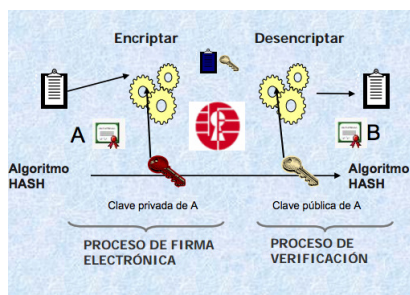 Encriptar
Desencriptar
A
B
Algoritmo
HASH
Algoritmo
HASH
Clave privada de A
Clave pública de A
PROCESO DE FIRMA
ELECTRÓNICA
PROCESO DE
VERIFICACIÓN